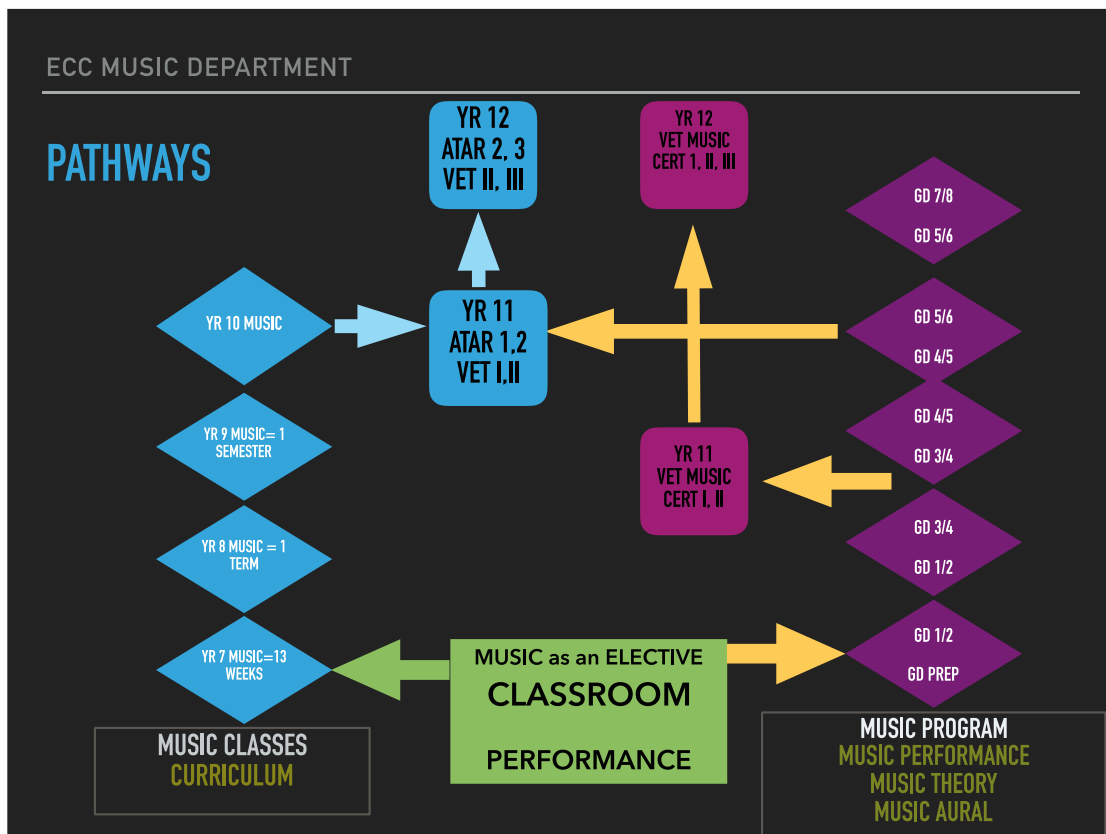 ECC MUSIC DEPARTMENT
PATHWAYS
YR 12
ATAR 2, 3
VET II, III
YR 12
VET MUSIC
CERT 1, II, III
GD 7/8
GD 5/6
YR 10 MUSIC
YR 11
ATAR 1,2
VET I,II
GD 5/6
GD 4/5
YR 9 MUSIC= 1
SEMESTER
YR 11
VET MUSIC
CERT I, II
GD 4/5
GD 3/4
YR 8 MUSIC = 1
TERM
GD 3/4
GD 1/2
YR 7 MUSIC=13
WEEKS
MUSIC as an ELECTIVE
CLASSROOM
PERFORMANCE
GD 1/2
GD PREP
MUSIC CLASSES
CURRICULUM
MUSIC PROGRAM
MUSIC PERFORMANCE
MUSIC THEORY
MUSIC AURAL